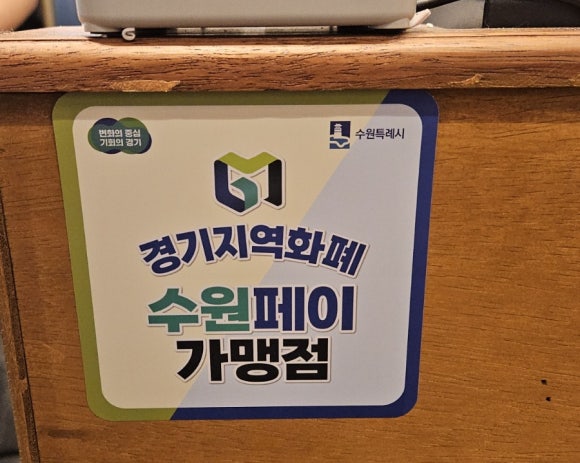 변화의 중심
기회의 경기
수원특례시
경기지역화폐
수원페이
가맹점